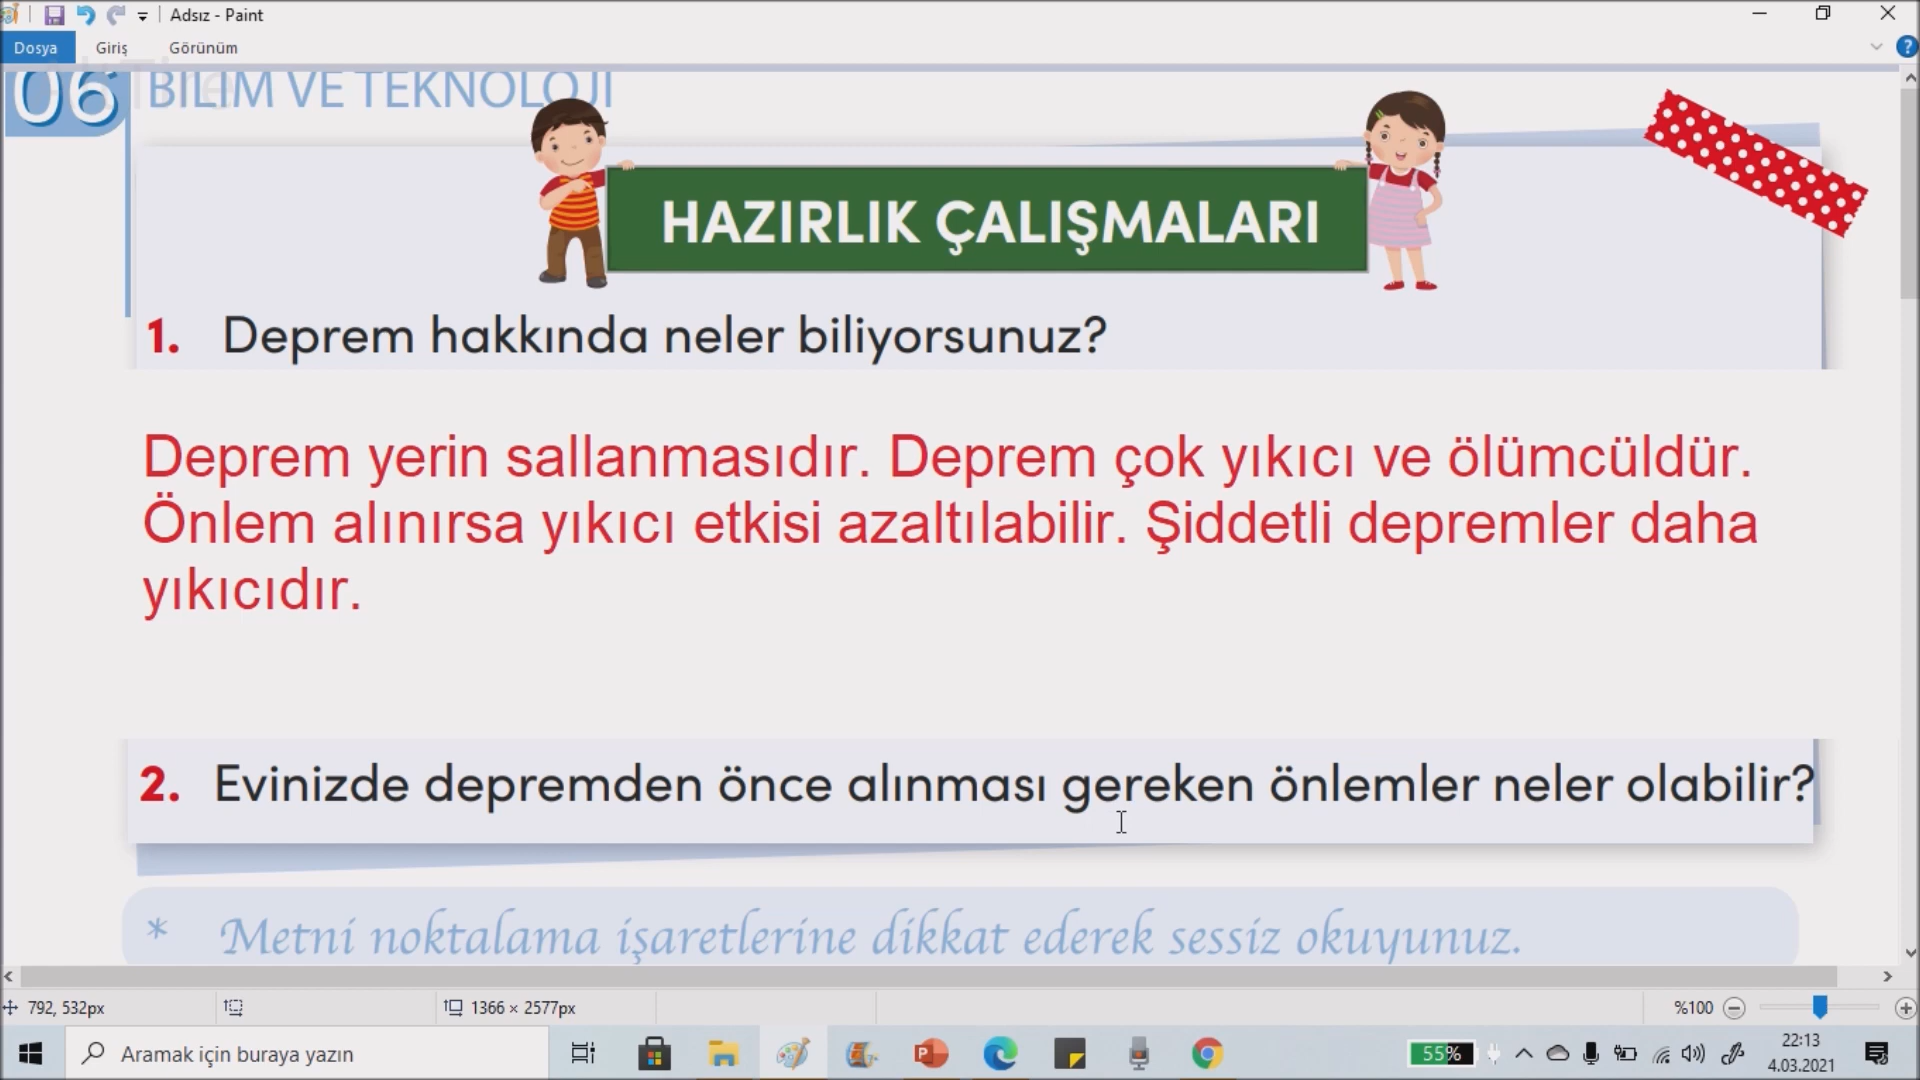 Adsız - Paint
Dosya Giriş Görünüm
06 BİLİM VE TEKNOLOJİ
HAZIRLIK ÇALIŞMALARI
1. Deprem hakkında neler biliyorsunuz?
Deprem yerin sallanmasıdır. Deprem çok yıkıcı ve ölümcüldür.
Önlem alınırsa yıkıcı etkisi azaltılabilir. Şiddetli depremler daha
yıkıcıdır.
2. Evinizde depremden önce alınması gereken önlemler neler olabilir?
* Metni noktalama işaretlerine dikkat ederek sessiz okuyunuz.
792, 532px 1366 × 2577px %100
Aramak için buraya yazın 55% 22:13
4.03.2021